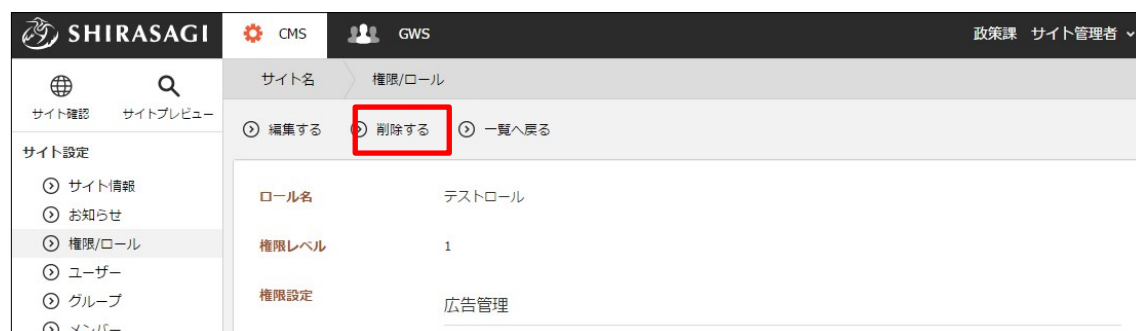 SHIRASAGI
CMS
GWS
政策課 サイト管理者
サイト確認
サイトプレビュー
サイト名
権限/ロール
編集する
削除する
一覧へ戻る
サイト設定
サイト情報
お知らせ
権限/ロール
ユーザー
グループ
メンバー
ロール名
テストロール
権限レベル
1
権限設定
広告管理